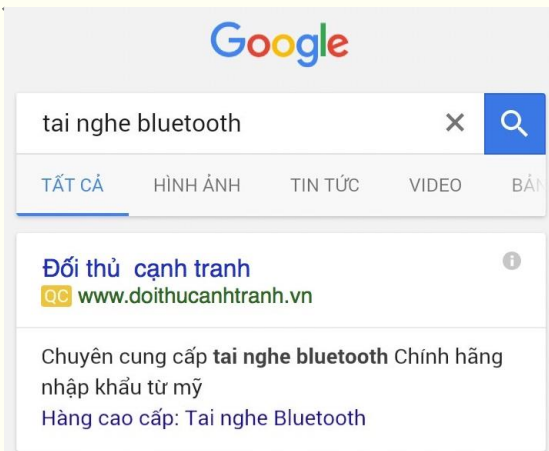 Google
tai nghe bluetooth
TẤT CẢ HÌNH ẢNH TIN TỨC VIDEO BẢN
Đối thủ cạnh tranh
QC www.doithucanhtranh.vn
Chuyên cung cấp tai nghe bluetooth Chính hãng
nhập khẩu từ mỹ
Hàng cao cấp: Tai nghe Bluetooth